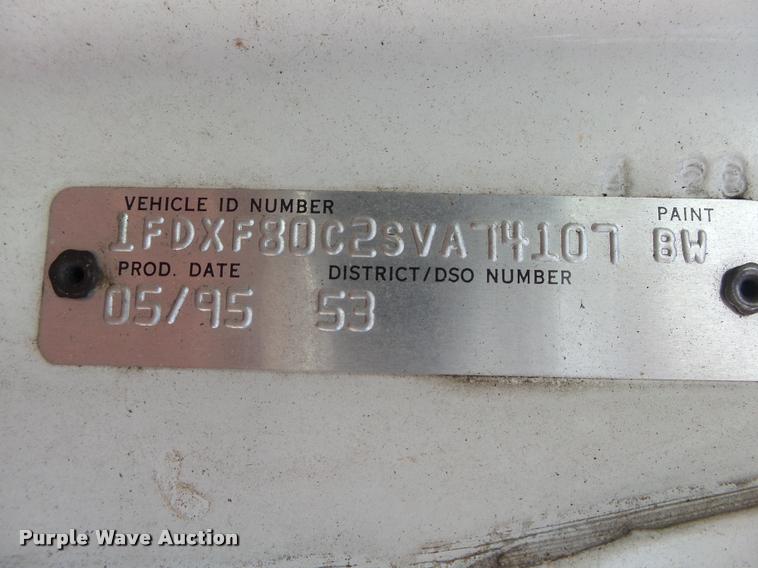 VEHICLE ID NUMBER PAINT
1FDXF80C2SVA74107 BW
PROD. DATE DISTRICT/DSO NUMBER
05/95 53
Purple Wave Auction